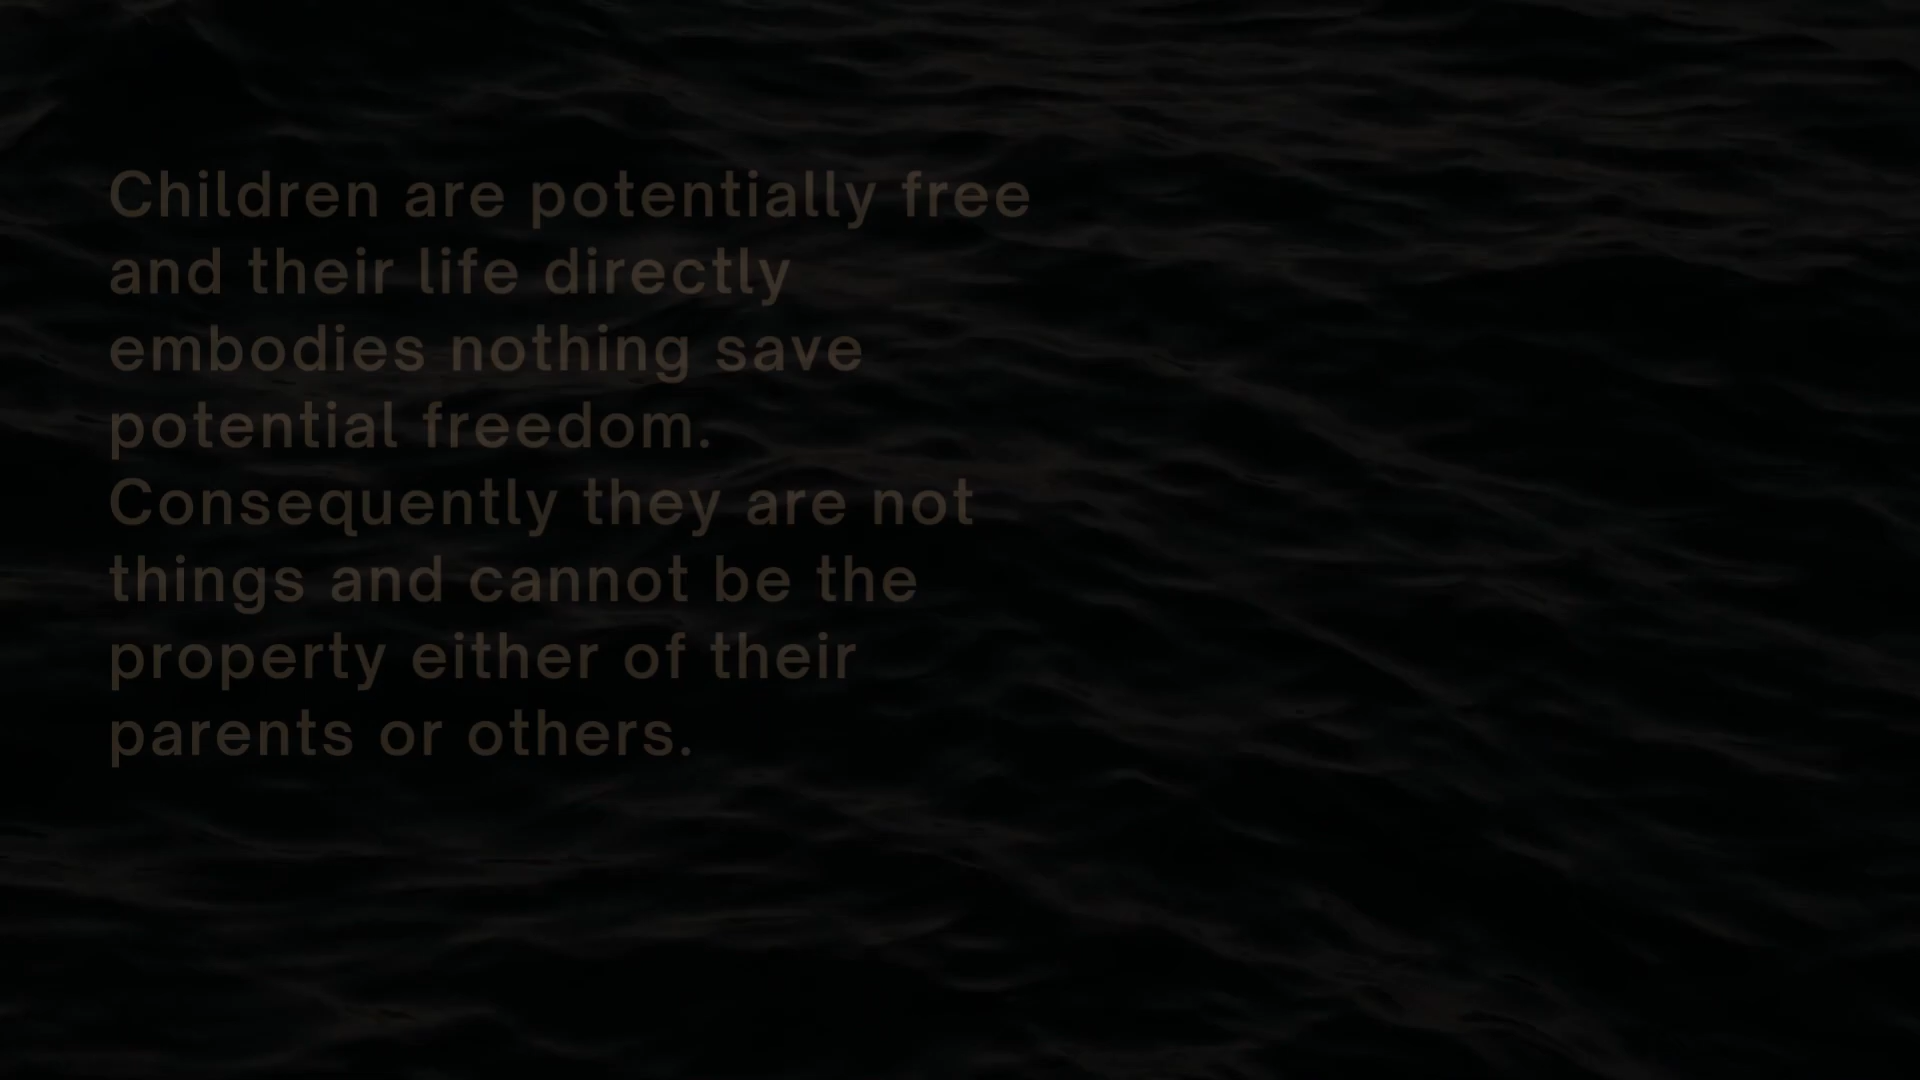 Children are potentially free
and their life directly
embodies nothing save
potential freedom.
Consequently they are not
things and cannot be the
property either of their
parents or others.